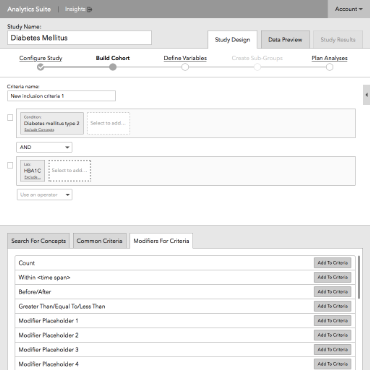 Analytics Suite
Insights
Account
Study Name:
Diabetes Mellitus
Study Design
Data Preview
Study Results
Configure Study
Build Cohort
Define Variables
Create Sub-Groups
Plan Analyses
Criteria name:
New Inclusion criteria 1
Condition
Diabetes mellitus type 2
Exclude Concepts
Select to add...
AND
Lab
HBA1C
Select to add...
Use an operator
Search For Concepts
Common Criteria
Modifiers For Criteria
Count
Add To Criteria
Within <time span>
Add To Criteria
Before/After
Add To Criteria
Greater Than/Equal To/Less Than
Add To Criteria
Modifier Placeholder 1
Add To Criteria
Modifier Placeholder 2
Add To Criteria
Modifier Placeholder 3
Add To Criteria
Modifier Placeholder 4
Add To Criteria